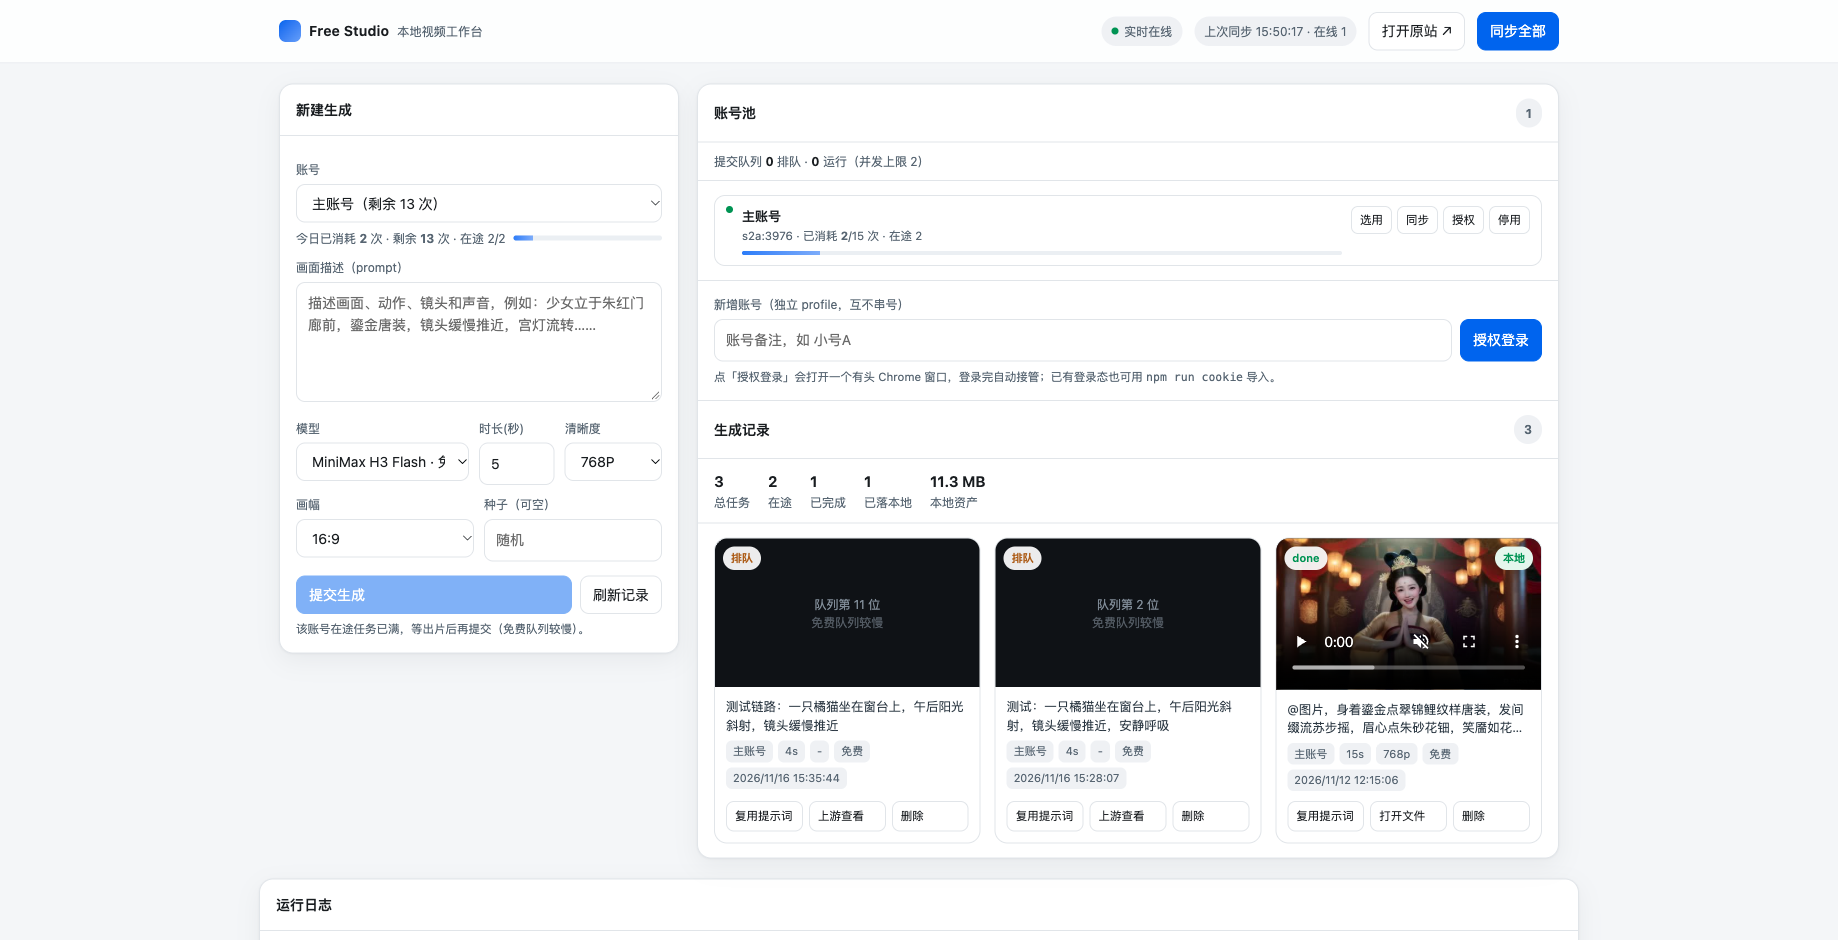 Free Studio 本地视频工作台
实时在线
上次同步 15:50:17 · 在线 1
打开原站 ↗
同步全部
新建生成
账号
主账号（剩余 13 次）
今日已消耗 2 次 · 剩余 13 次 · 在途 2/2
画面描述（prompt）
描述画面、动作、镜头和声音，例如：少女立于朱红门
廊前，鎏金唐装，镜头缓慢推近，宫灯流转……
模型
时长(秒)
清晰度
MiniMax H3 Flash ·
5
768P
画幅
种子（可空）
16:9
随机
提交生成
刷新记录
该账号在途任务已满，等出片后再提交（免费队列较慢）。
账号池
1
提交队列 0 排队 · 0 运行（并发上限 2）
主账号
s2a:3976 · 已消耗 2/15 次 · 在途 2
选用
同步
授权
停用
新增账号（独立 profile，互不串号）
账号备注，如 小号A
授权登录
点「授权登录」会打开一个有头 Chrome 窗口，登录完自动接管；已有登录态也可用 npm run cookie 导入。
生成记录
3
3
总任务
2
在途
1
已完成
1
已落本地
11.3 MB
本地资产
排队
队列第 11 位
免费队列较慢
测试链路：一只橘猫坐在窗台上，午后阳光
斜射，镜头缓慢推近
主账号
4s
-
免费
2026/11/16 15:35:44
复用提示词
上游查看
删除
排队
队列第 2 位
免费队列较慢
测试：一只橘猫坐在窗台上，午后阳光斜
射，镜头缓慢推近，安静呼吸
主账号
4s
-
免费
2026/11/16 15:28:07
复用提示词
上游查看
删除
done
本地
0:00
@图片，身着鎏金点翠锦鲤纹样唐装，发间
缀流苏步摇，眉心点朱砂花钿，笑靥如花...
主账号
15s
768p
免费
2026/11/12 12:15:06
复用提示词
打开文件
删除
运行日志